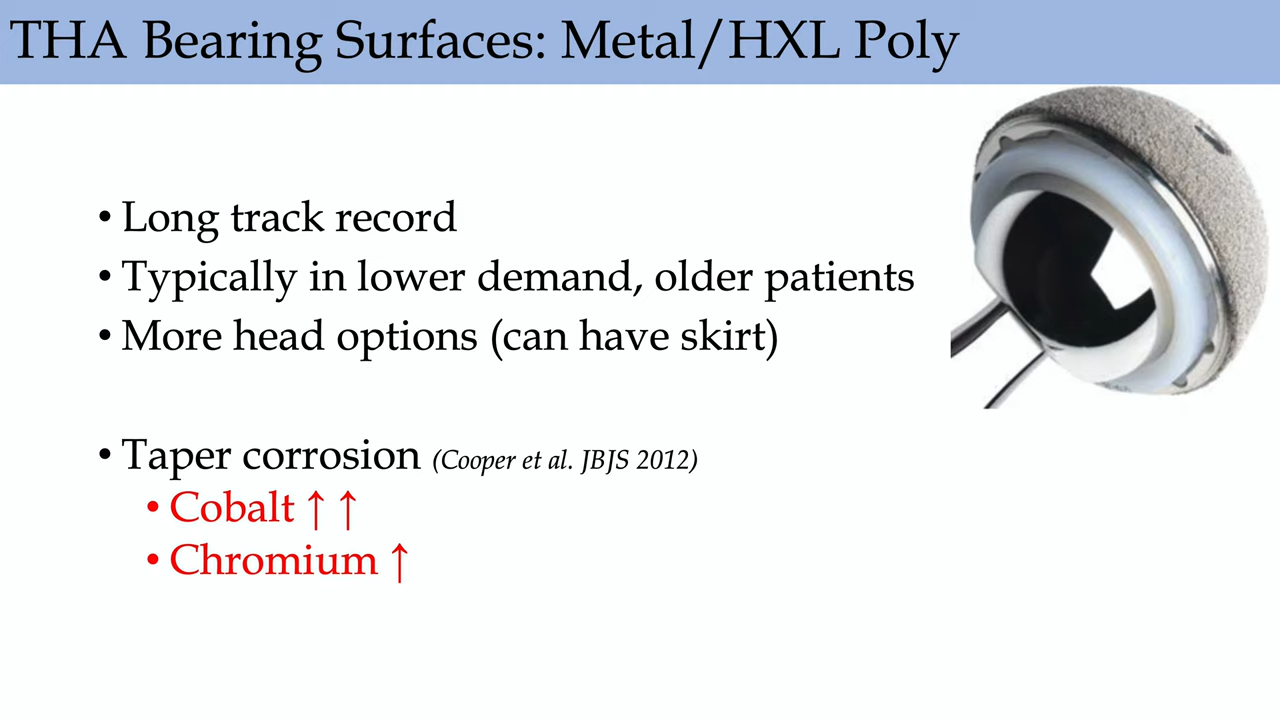 THA Bearing Surfaces: Metal/HXL Poly
• Long track record
• Typically in lower demand, older patients
• More head options (can have skirt)
• Taper corrosion (Cooper et al. JBJS 2012)
• Cobalt ↑ ↑
• Chromium ↑